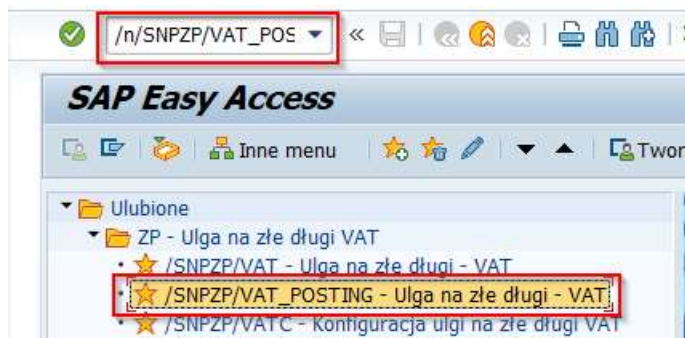 /n/SNPZP/VAT_POS
SAP Easy Access
Inne menu
Twor
Ulubione
ZP - Ulga na złe długi VAT
/SNPZP/VAT - Ulga na złe długi - VAT
/SNPZP/VAT_POSTING - Ulga na złe długi - VAT
/SNPZP/VATC - Konfiguracja ulgi na złe długi VAT